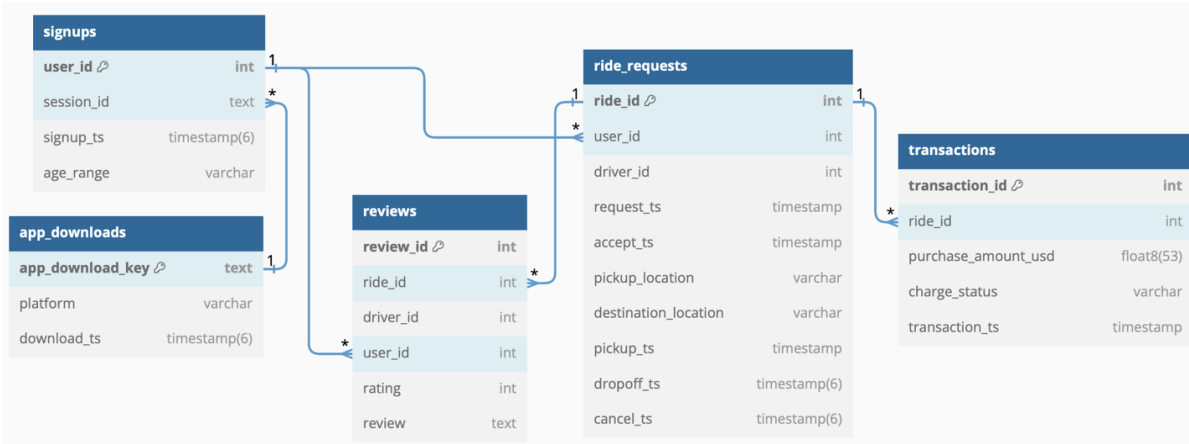 signups
user_id int
session_id text
signup_ts timestamp(6)
age_range varchar
1
*
app_downloads
app_download_key text
platform varchar
download_ts timestamp(6)
1
reviews
review_id int
ride_id int
driver_id int
user_id int
rating int
review text
*
*
ride_requests
ride_id int
user_id int
driver_id int
request_ts timestamp
accept_ts timestamp
pickup_location varchar
destination_location varchar
pickup_ts timestamp
dropoff_ts timestamp(6)
cancel_ts timestamp(6)
1
*
1
transactions
transaction_id int
ride_id int
purchase_amount_usd float8(53)
charge_status varchar
transaction_ts timestamp
*